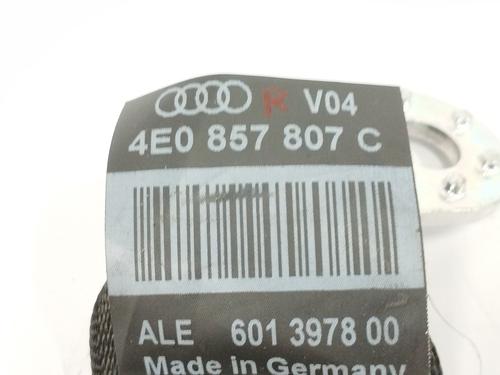 R V04
4E0 857 807 C
ALE 601 3978 00
Made in Germany